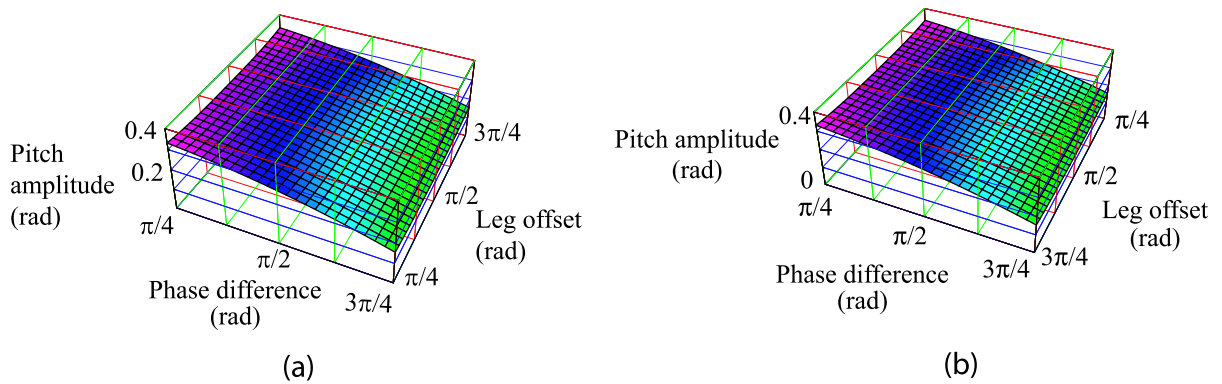 0.4
Pitch
amplitude
(rad)
0.2
π/4
π/2
3π/4
Phase difference
(rad)
π/4
π/2
3π/4
Leg offset
(rad)
(a)
0.4
Pitch amplitude
(rad)
0
π/4
π/2
3π/4
Phase difference
(rad)
3π/4
π/2
π/4
Leg offset
(rad)
(b)